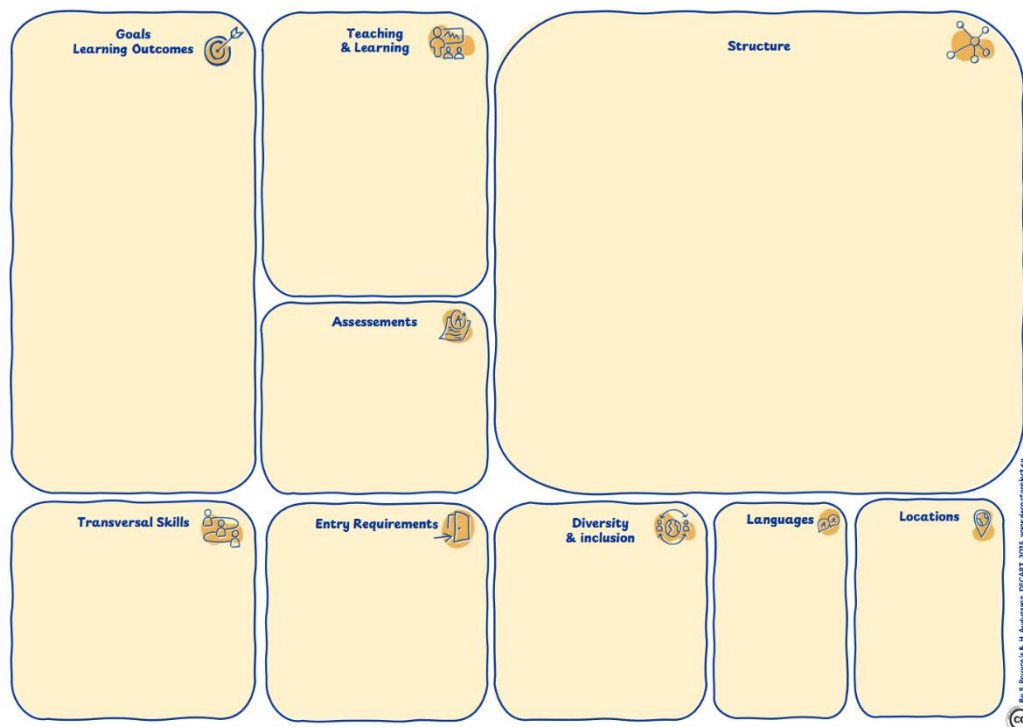 Goals
Learning Outcomes
Teaching
& Learning
Structure
Assessements
Transversal Skills
Entry Requirements
Diversity
& inclusion
Languages
Locations